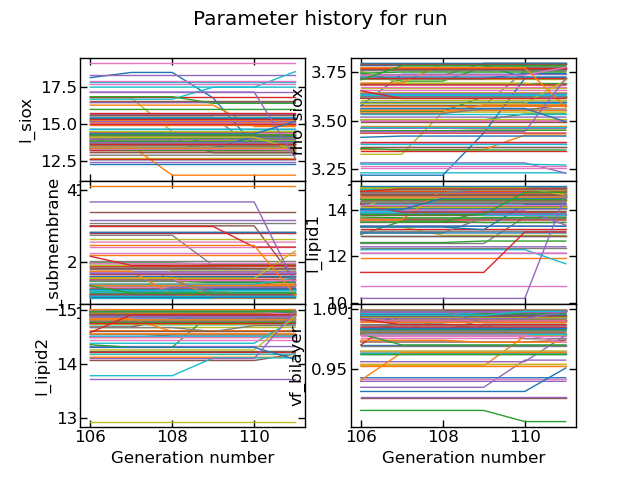 Parameter history for run
l_siox
17.5
15.0
12.5
rho_siox
3.75
3.50
3.25
l_submembrane
4
2
l_lipid1
14
12
10
l_lipid2
15
14
13
vf_bilayer
1.00
0.95
106 108 110
106 108 110
Generation number
Generation number